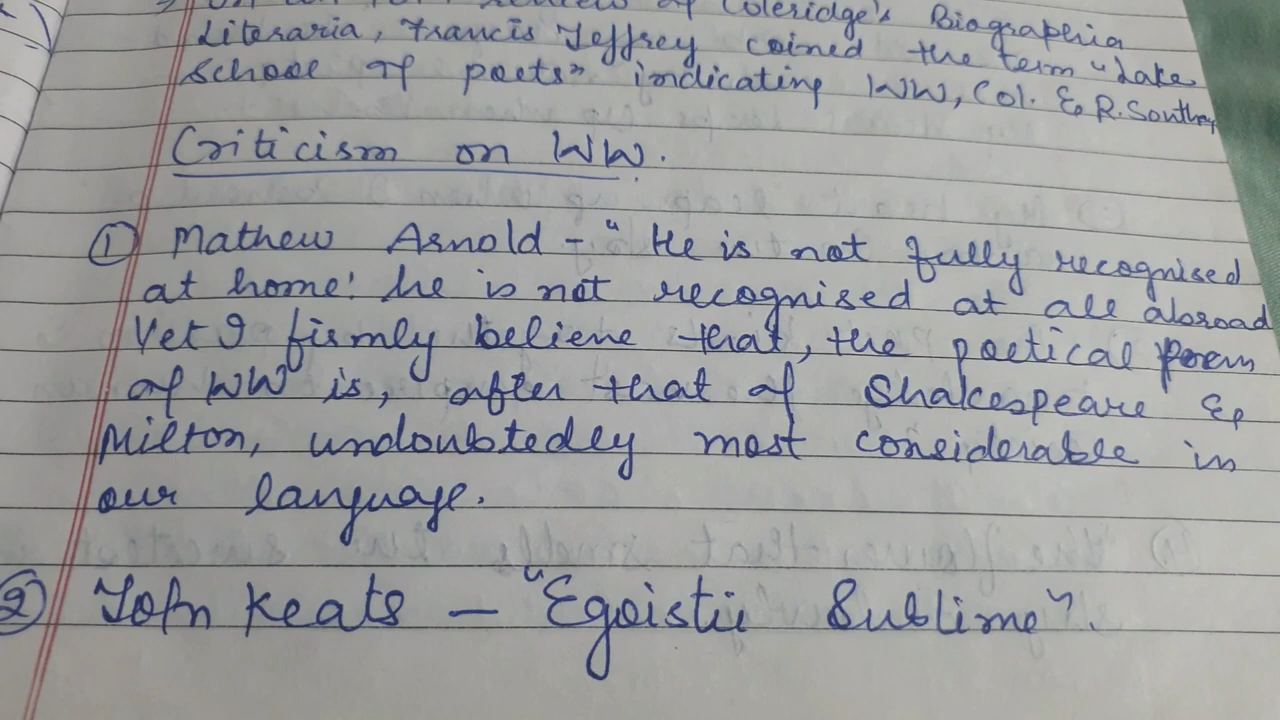 of Coleridge's Biographia
Literaria, Francis Jeffrey coined the term "Lake
School of poets" indicating WW, Col. & R. Southey
Criticism on WW.
① Mathew Arnold - "He is not fully recognised
at home! he is not recognised at all abroad
Yet I firmly believe that, the poetical poem
of WW is, after that of Shakespeare &
Milton, undoubtedly most considerable in
our language.
② John Keats - "Egoistic Sublime".